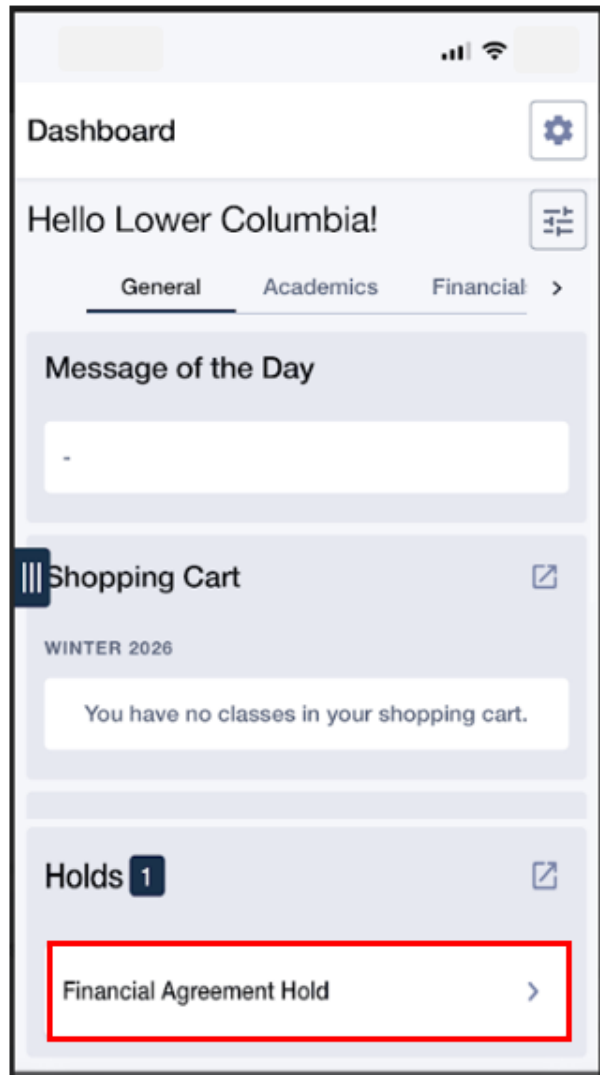 Dashboard
Hello Lower Columbia!
General Academics Financial
Message of the Day
-
Shopping Cart
WINTER 2026
You have no classes in your shopping cart.
Holds 1
Financial Agreement Hold